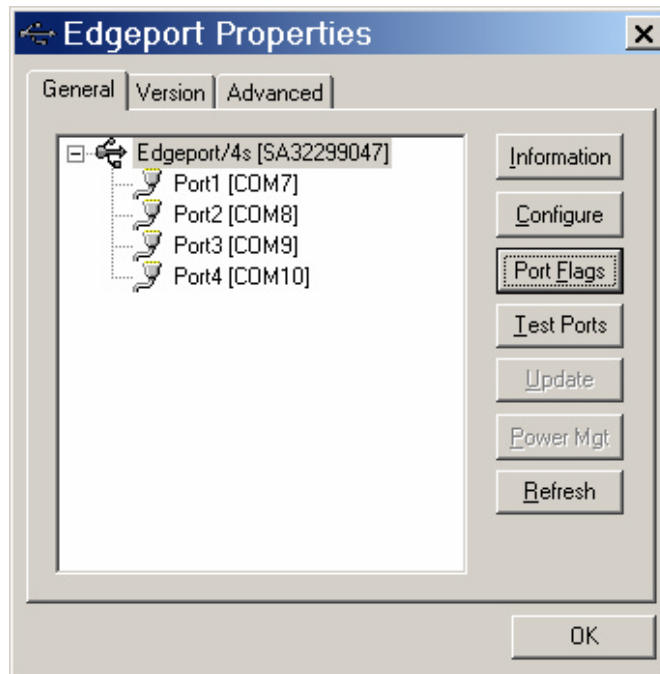 Edgeport Properties
General Version Advanced
Edgeport/4s [SA32299047]
Port1 [COM7]
Port2 [COM8]
Port3 [COM9]
Port4 [COM10]
Information
Configure
Port Flags
Test Ports
Update
Power Mgt
Refresh
OK